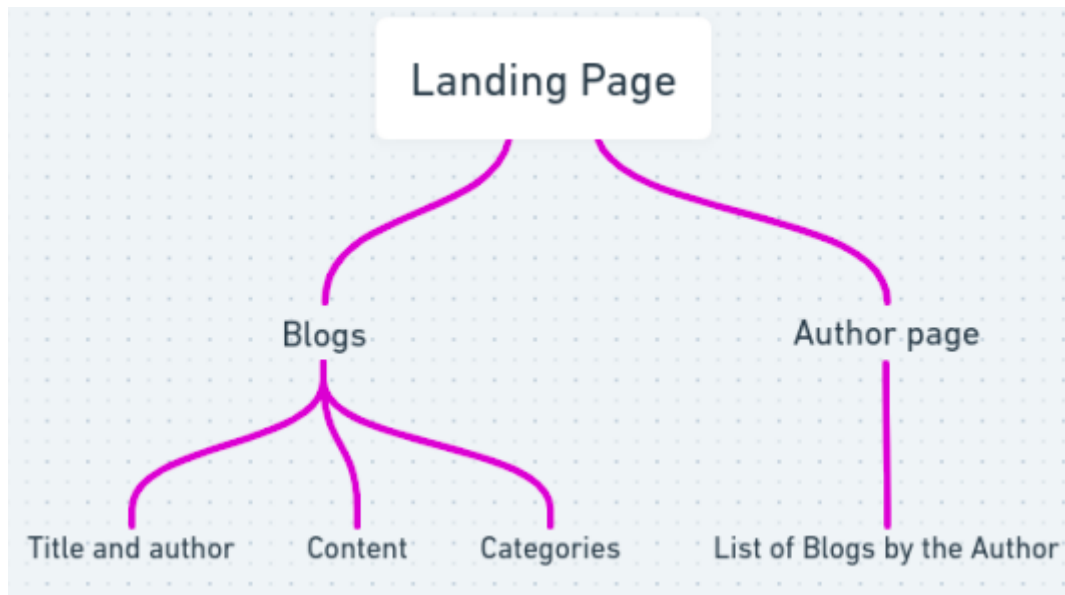 Landing Page
Blogs
Author page
Title and author
Content
Categories
List of Blogs by the Author